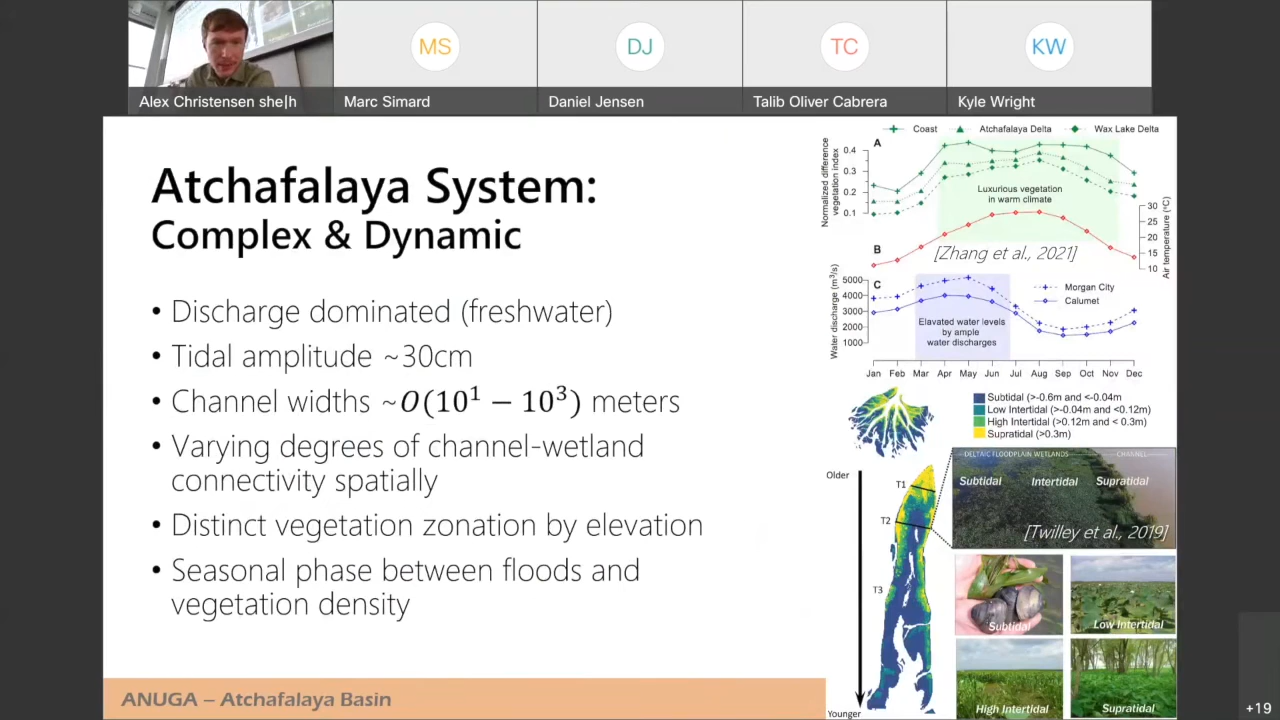 MS
DJ
TC
KW
Alex Christensen she|h
Marc Simard
Daniel Jensen
Talib Oliver Cabrera
Kyle Wright
Atchafalaya System:
Complex & Dynamic
• Discharge dominated (freshwater)
• Tidal amplitude ~30cm
• Channel widths ~O(10¹ − 10³) meters
• Varying degrees of channel-wetland
connectivity spatially
• Distinct vegetation zonation by elevation
• Seasonal phase between floods and
vegetation density
ANUGA – Atchafalaya Basin
Coast
Atchafalaya Delta
Wax Lake Delta
A
Normalized difference
vegetation index
0.4
0.3
0.2
0.1
Luxurious vegetation
in warm climate
30
25
20
15
10
Air temperature (°C)
B
[Zhang et al., 2021]
C
Water discharge (m³/s)
5000
4000
3000
2000
1000
Morgan City
Calumet
Elavated water levels
by ample
water discharges
Jan Feb Mar Apr May Jun Jul Aug Sep Oct Nov Dec
Subtidal (>-0.6m and <-0.04m
Low Intertidal (>-0.04m and <0.12m)
High Intertidal (>0.12m and < 0.3m)
Supratidal (>0.3m)
Older
T1
T2
T3
Younger
DELTAIC FLOODPLAIN WETLANDS
CHANNEL
Subtidal
Intertidal
Supratidal
[Twilley et al., 2019]
Subtidal
Low Intertidal
High Intertidal
Supratidal
+19